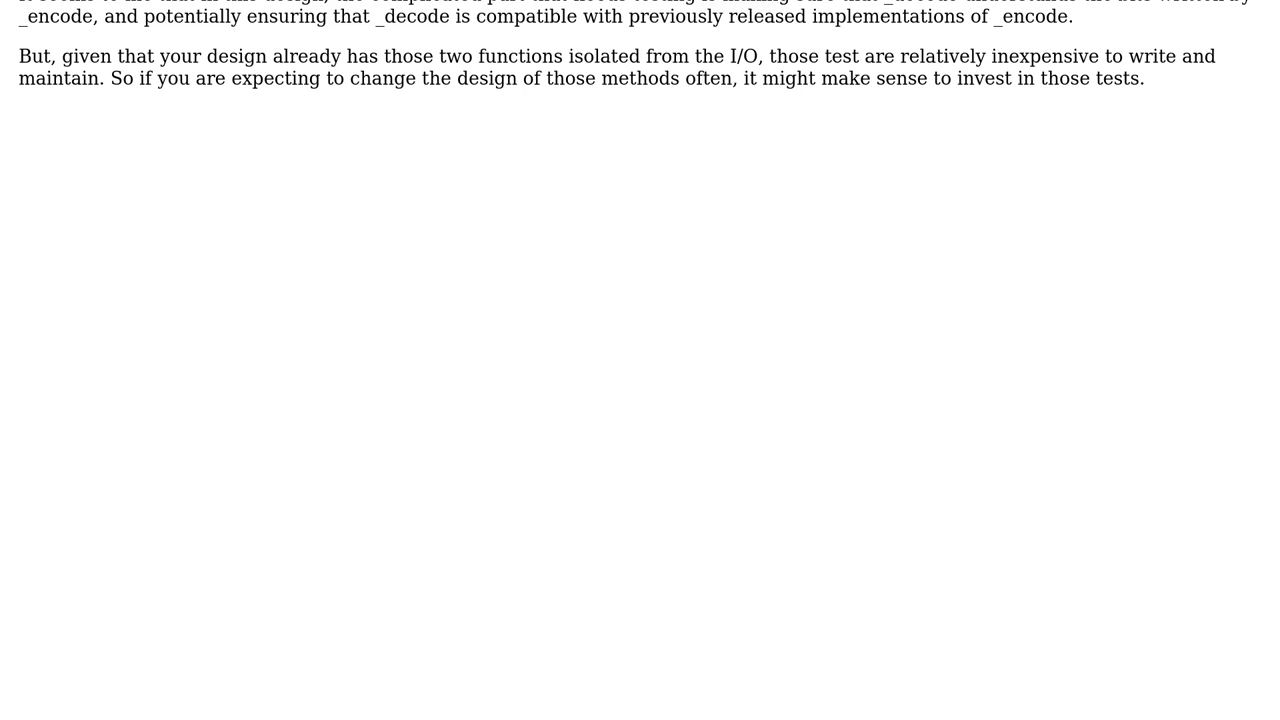 _encode, and potentially ensuring that _decode is compatible with previously released implementations of _encode.
But, given that your design already has those two functions isolated from the I/O, those test are relatively inexpensive to write and
maintain. So if you are expecting to change the design of those methods often, it might make sense to invest in those tests.